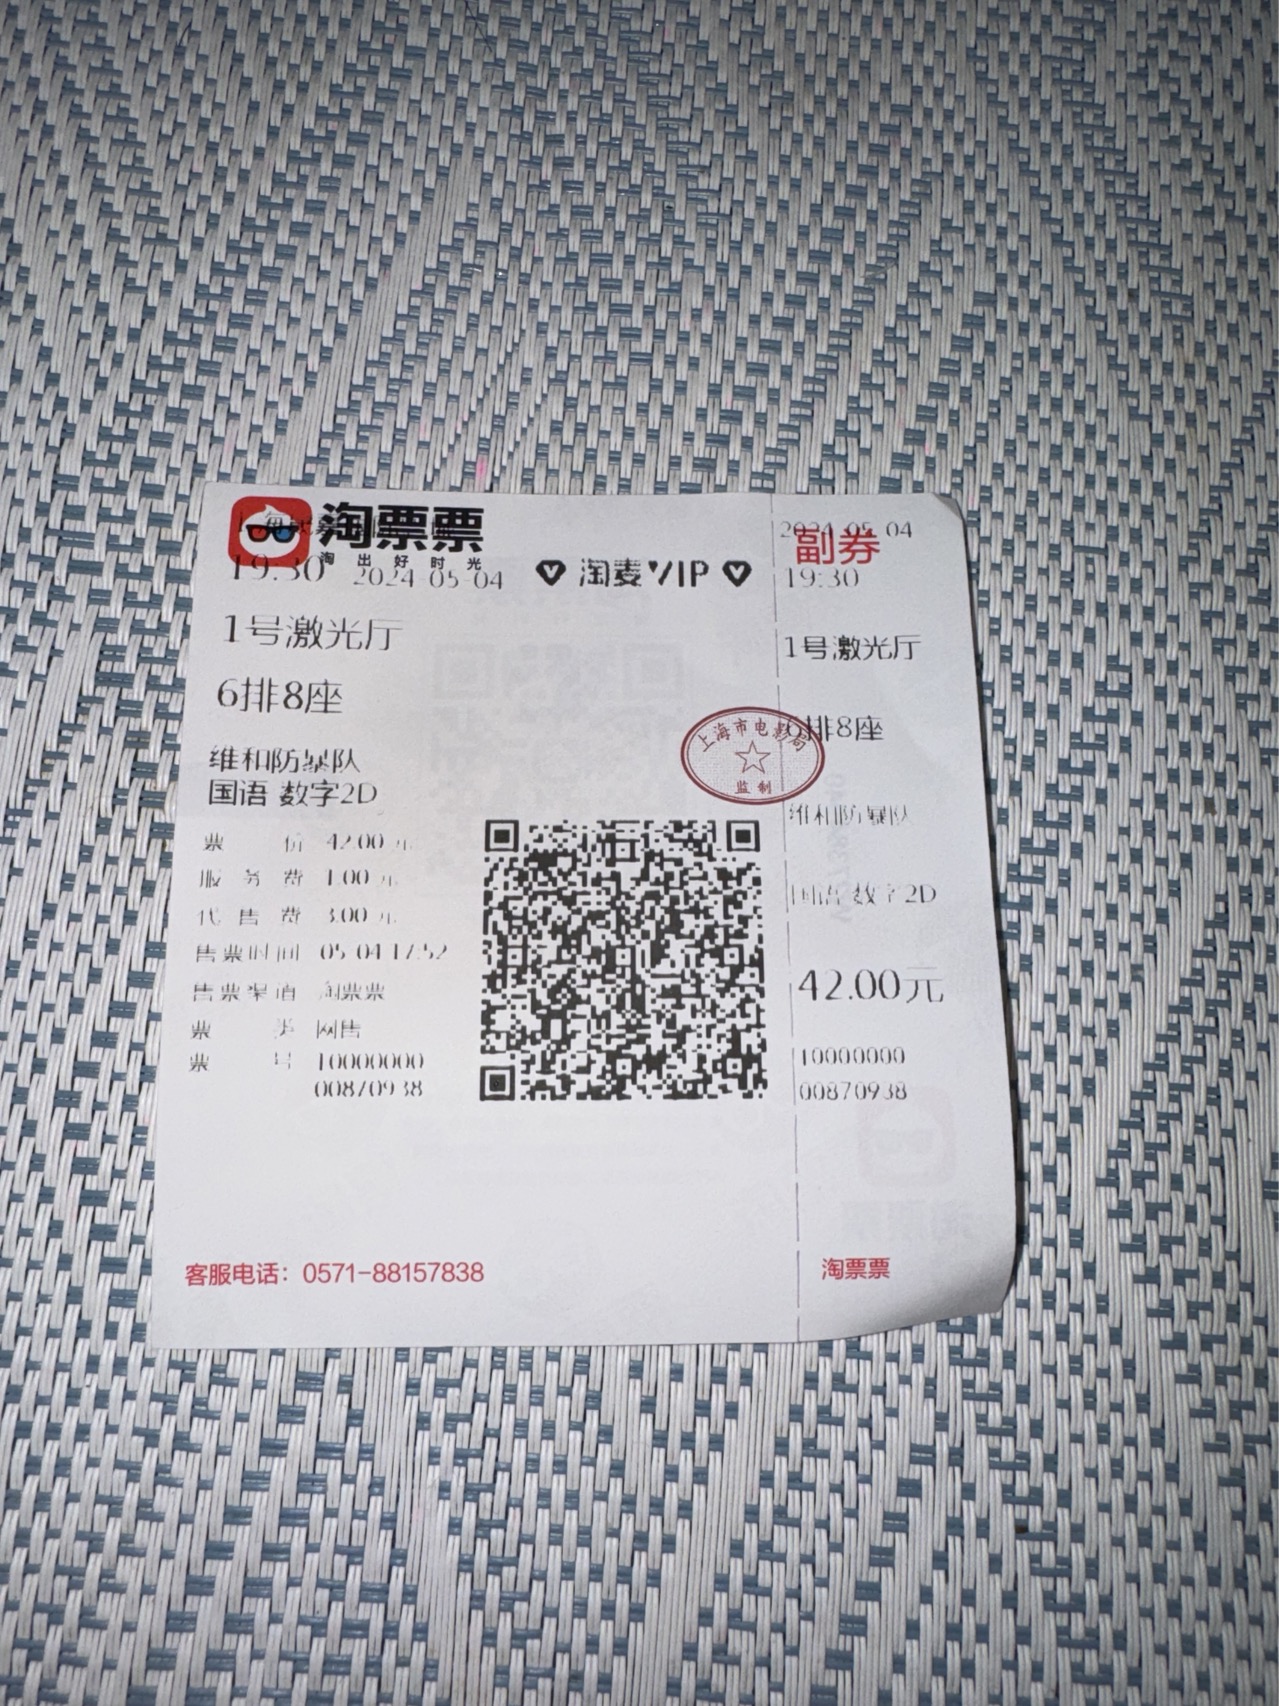 淘票票
淘出好时光
19:30 2024-05-04
淘麦VIP
1号激光厅
6排8座
维和防暴队
国语 数字2D
票价 42.00 元
服务费 1.00 元
代售费 3.00 元
售票时间 05-04 17:52
售票渠道 淘票票
票类 网售
票号 10000000
00870938
客服电话：0571-88157838
上海市电影局
监制
副券
2024-05-04
19:30
1号激光厅
6排8座
维和防暴队
国语 数字2D
42.00元
10000000
00870938
淘票票